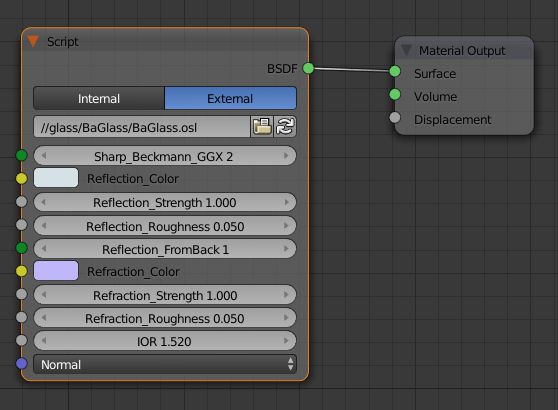 Script
BSDF
Internal External
//glass/BaGlass/BaGlass.osl
Sharp_Beckmann_GGX 2
Reflection_Color
Reflection_Strength 1.000
Reflection_Roughness 0.050
Reflection_FromBack 1
Refraction_Color
Refraction_Strength 1.000
Refraction_Roughness 0.050
IOR 1.520
Normal
Material Output
Surface
Volume
Displacement